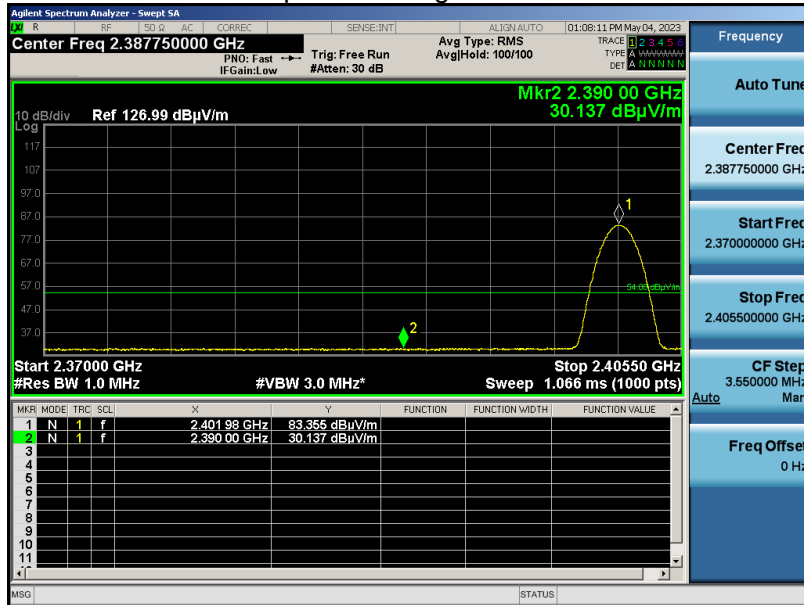 Agilent Spectrum Analyzer - Swept SA
LXI R RF 50 Ω AC CORREC SENSE:INT ALIGN AUTO 01:08:11 PM May 04, 2023
Center Freq 2.387750000 GHz
PNO: Fast
IFGain:Low
Trig: Free Run
#Atten: 30 dB
Avg Type: RMS
Avg|Hold: 100/100
TRACE 1 2 3 4 5 6
TYPE A WWWWW
DET A N N N N N
Mkr2 2.390 00 GHz
30.137 dBµV/m
10 dB/div Ref 126.99 dBµV/m
Log
117
107
97.0
87.0
77.0
67.0
57.0
47.0
37.0
1
54.00 dBµV/m
2
Start 2.37000 GHz Stop 2.40550 GHz
#Res BW 1.0 MHz #VBW 3.0 MHz* Sweep 1.066 ms (1000 pts)
MKR MODE TRC SCL X Y FUNCTION FUNCTION WIDTH FUNCTION VALUE
1 N 1 f 2.401 98 GHz 83.355 dBµV/m
2 N 1 f 2.390 00 GHz 30.137 dBµV/m
3
4
5
6
7
8
9
10
11
MSG STATUS
Frequency
Auto Tune
Center Freq
2.387750000 GHz
Start Freq
2.370000000 GHz
Stop Freq
2.405500000 GHz
CF Step
3.550000 MHz
Auto Man
Freq Offset
0 Hz